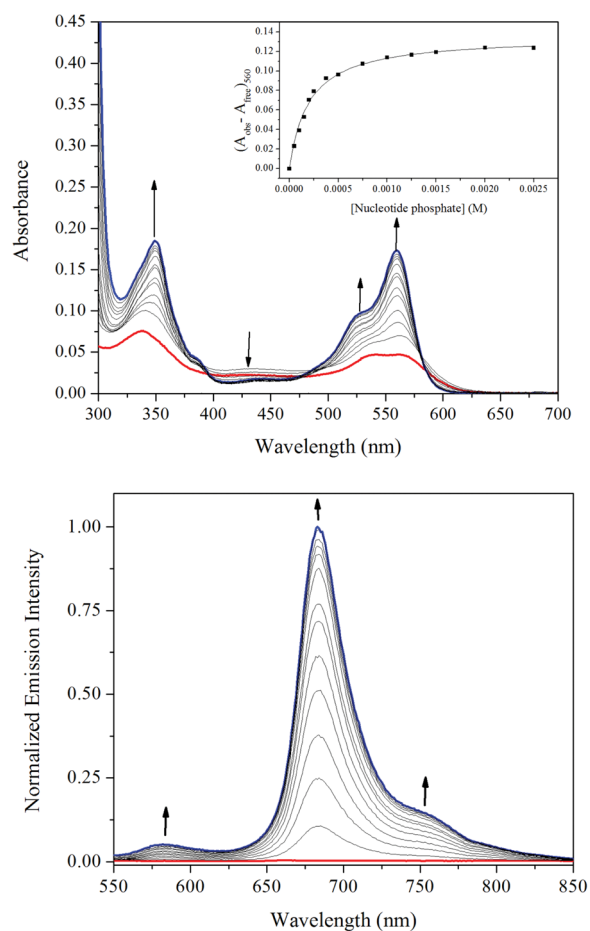 0.45
0.40
0.35
0.30
0.25
0.20
0.15
0.10
0.05
0.00
Absorbance
300 350 400 450 500 550 600 650 700
Wavelength (nm)
0.14
0.12
0.10
0.08
0.06
0.04
0.02
0.00
(Aobs- Afree)560
0.0000 0.0005 0.0010 0.0015 0.0020 0.0025
[Nucleotide phosphate] (M)
1.00
0.75
0.50
0.25
0.00
Normalized Emission Intensity
550 600 650 700 750 800 850
Wavelength (nm)